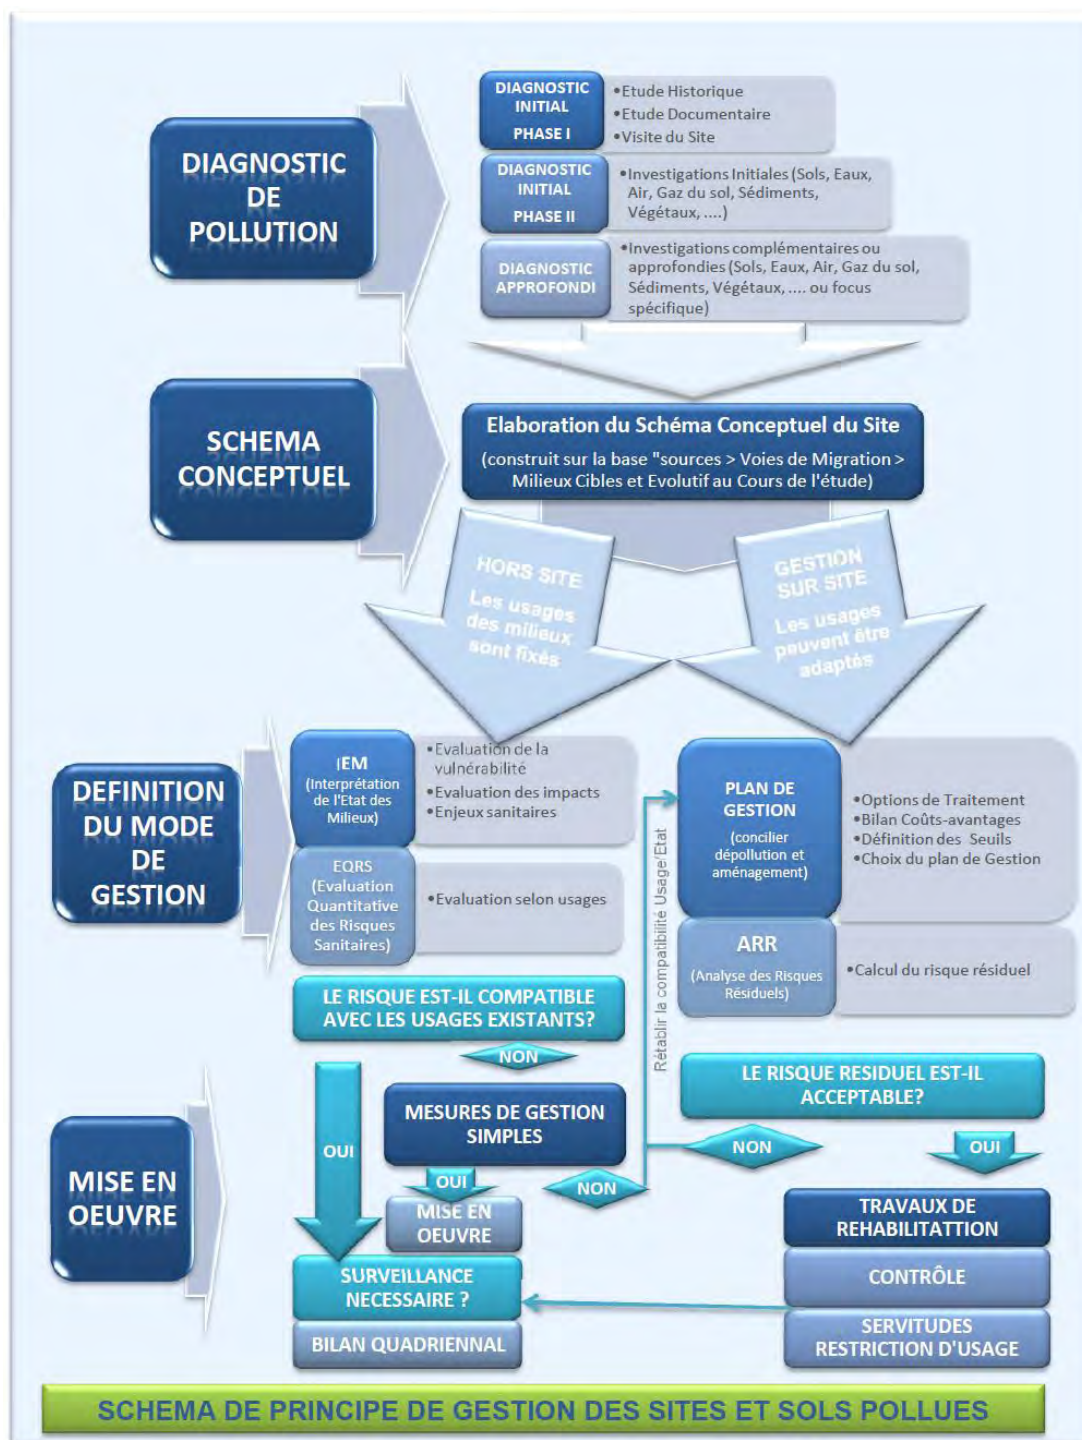 DIAGNOSTIC
DE
POLLUTION
DIAGNOSTIC
INITIAL
PHASE I
•Etude Historique
•Etude Documentaire
•Visite du Site
DIAGNOSTIC
INITIAL
PHASE II
•Investigations Initiales (Sols, Eaux,
Air, Gaz du sol, Sédiments,
Végétaux, ....)
DIAGNOSTIC
APPROFONDI
•Investigations complémentaires ou
approfondies (Sols, Eaux, Air, Gaz du sol,
Sédiments, Végétaux, .... ou focus
spécifique)
SCHEMA
CONCEPTUEL
Elaboration du Schéma Conceptuel du Site
(construit sur la base "sources > Voies de Migration >
Milieux Cibles et Evolutif au Cours de l'étude)
HORS SITE
Les usages
des milieux
sont fixés
GESTION
SUR SITE
Les usages
peuvent être
adaptés
DEFINITION
DU MODE
DE
GESTION
IEM
(Interprétation
de l'Etat des
Milieux)
•Evaluation de la
vulnérabilité
•Evaluation des impacts
•Enjeux sanitaires
EQRS
(Evaluation
Quantitative
des Risques
Sanitaires)
•Evaluation selon usages
Rétablir la compatibilité Usage/Etat
PLAN DE
GESTION
(concilier
dépollution et
aménagement)
•Options de Traitement
•Bilan Coûts-avantages
•Définition des Seuils
•Choix du plan de Gestion
ARR
(Analyse des Risques
Résiduels)
•Calcul du risque résiduel
LE RISQUE EST-IL COMPATIBLE
AVEC LES USAGES EXISTANTS?
NON
LE RISQUE RESIDUEL EST-IL
ACCEPTABLE?
MISE EN
OEUVRE
OUI
MESURES DE GESTION
SIMPLES
NON
OUI
OUI
NON
MISE EN
OEUVRE
TRAVAUX DE
REHABILITATTION
SURVEILLANCE
NECESSAIRE ?
CONTRÔLE
BILAN QUADRIENNAL
SERVITUDES
RESTRICTION D'USAGE
SCHEMA DE PRINCIPE DE GESTION DES SITES ET SOLS POLLUES